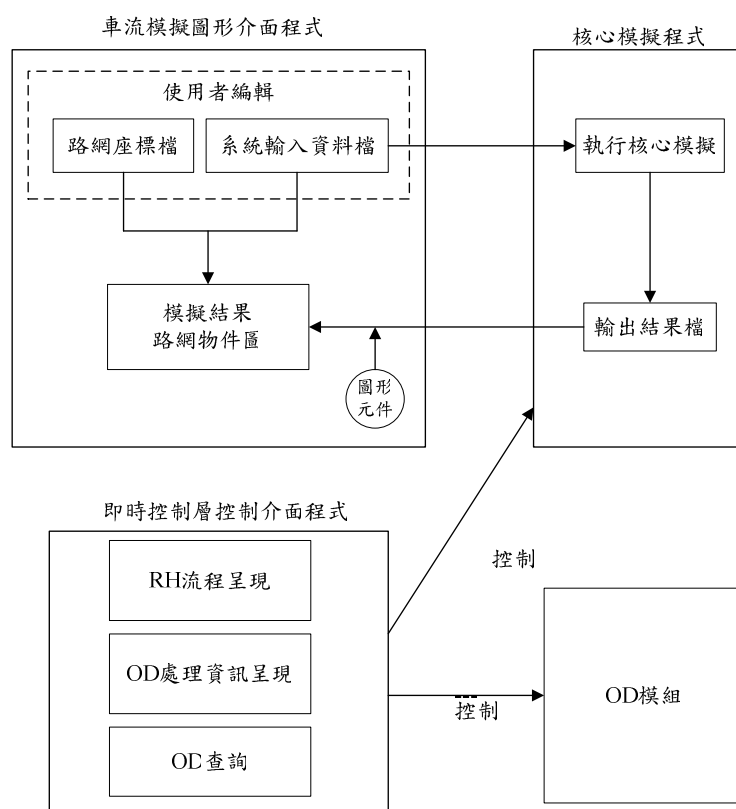 車流模擬圖形介面程式
核心模擬程式
使用者編輯
路網座標檔
系統輸入資料檔
執行核心模擬
模擬結果
路網物件區
輸出結果檔
圖形
元件
即時控制層控制介面程式
RH流程呈現
控制
OD處理資訊呈現
OD模組
控制
OD查詢